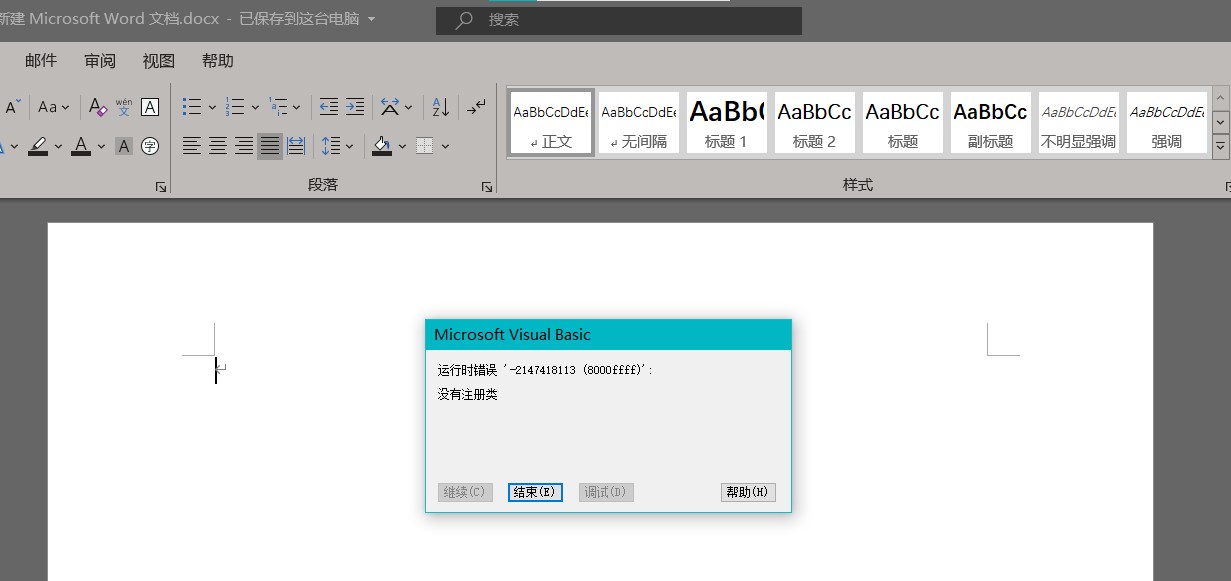 新建 Microsoft Word 文档.docx - 已保存到这台电脑
搜索
邮件 审阅 视图 帮助
A Aa A wén 文 A
A A 字
AaBbCcDdEe AaBbCcDdEe AaBb( AaBbCc AaBbCc AaBbCc AaBbCcDdEe AaBbCcDdEe
正文 无间隔 标题 1 标题 2 标题 副标题 不明显强调 强调
段落 样式
Microsoft Visual Basic
运行时错误 '-2147418113 (8000ffff)':
没有注册类
继续(C) 结束(E) 调试(D) 帮助(H)